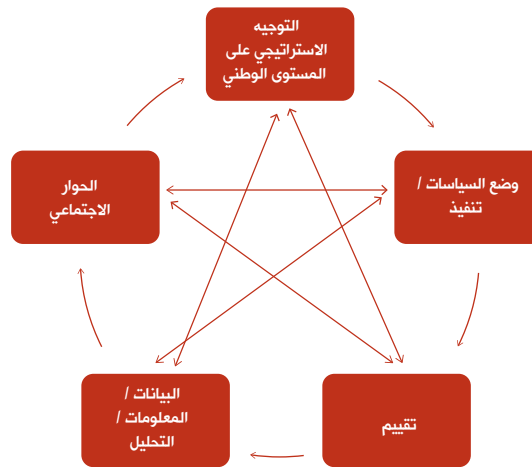 التوجيه
الاستراتيجي على
المستوى الوطني
وضع السياسات /
تنفيذ
تقييم
البيانات /
المعلومات /
التحليل
الحوار
الاجتماعي